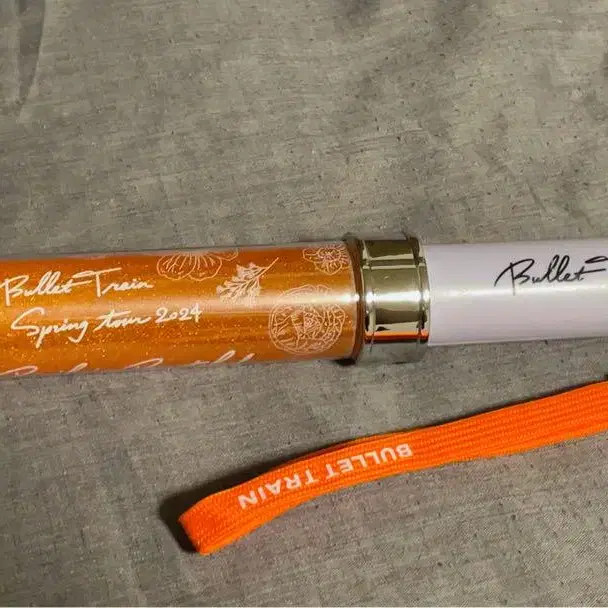 Bullet Train
Spring tour 2024
Bullet
BULLET TRAIN